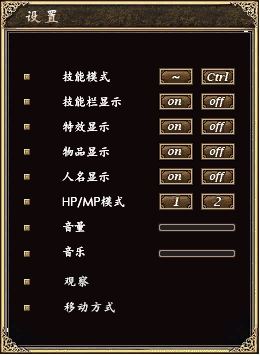 设置
技能模式 ~ Ctrl
技能栏显示 on off
特效显示 on off
物品显示 on off
人名显示 on off
HP/MP模式 1 2
音量
音乐
观察
移动方式